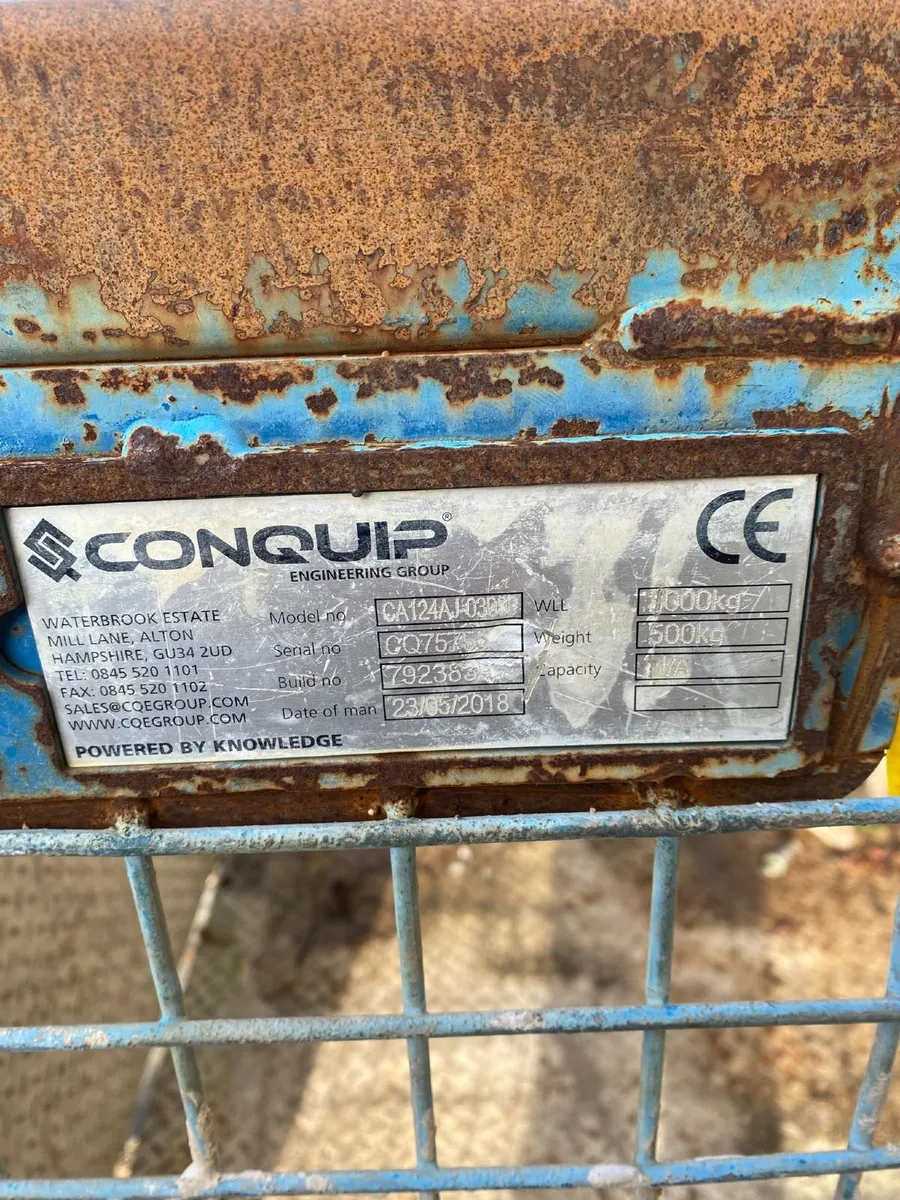 CONQUIP®
ENGINEERING GROUP
CE
WATERBROOK ESTATE
MILL LANE, ALTON
HAMPSHIRE, GU34 2UD
TEL: 0845 520 1101
FAX: 0845 520 1102
SALES@CQEGROUP.COM
WWW.CQEGROUP.COM
POWERED BY KNOWLEDGE
Model no
Serial no
Build no
Date of man 23/05/2018
WLL
Weight 500kg
Capacity N/A